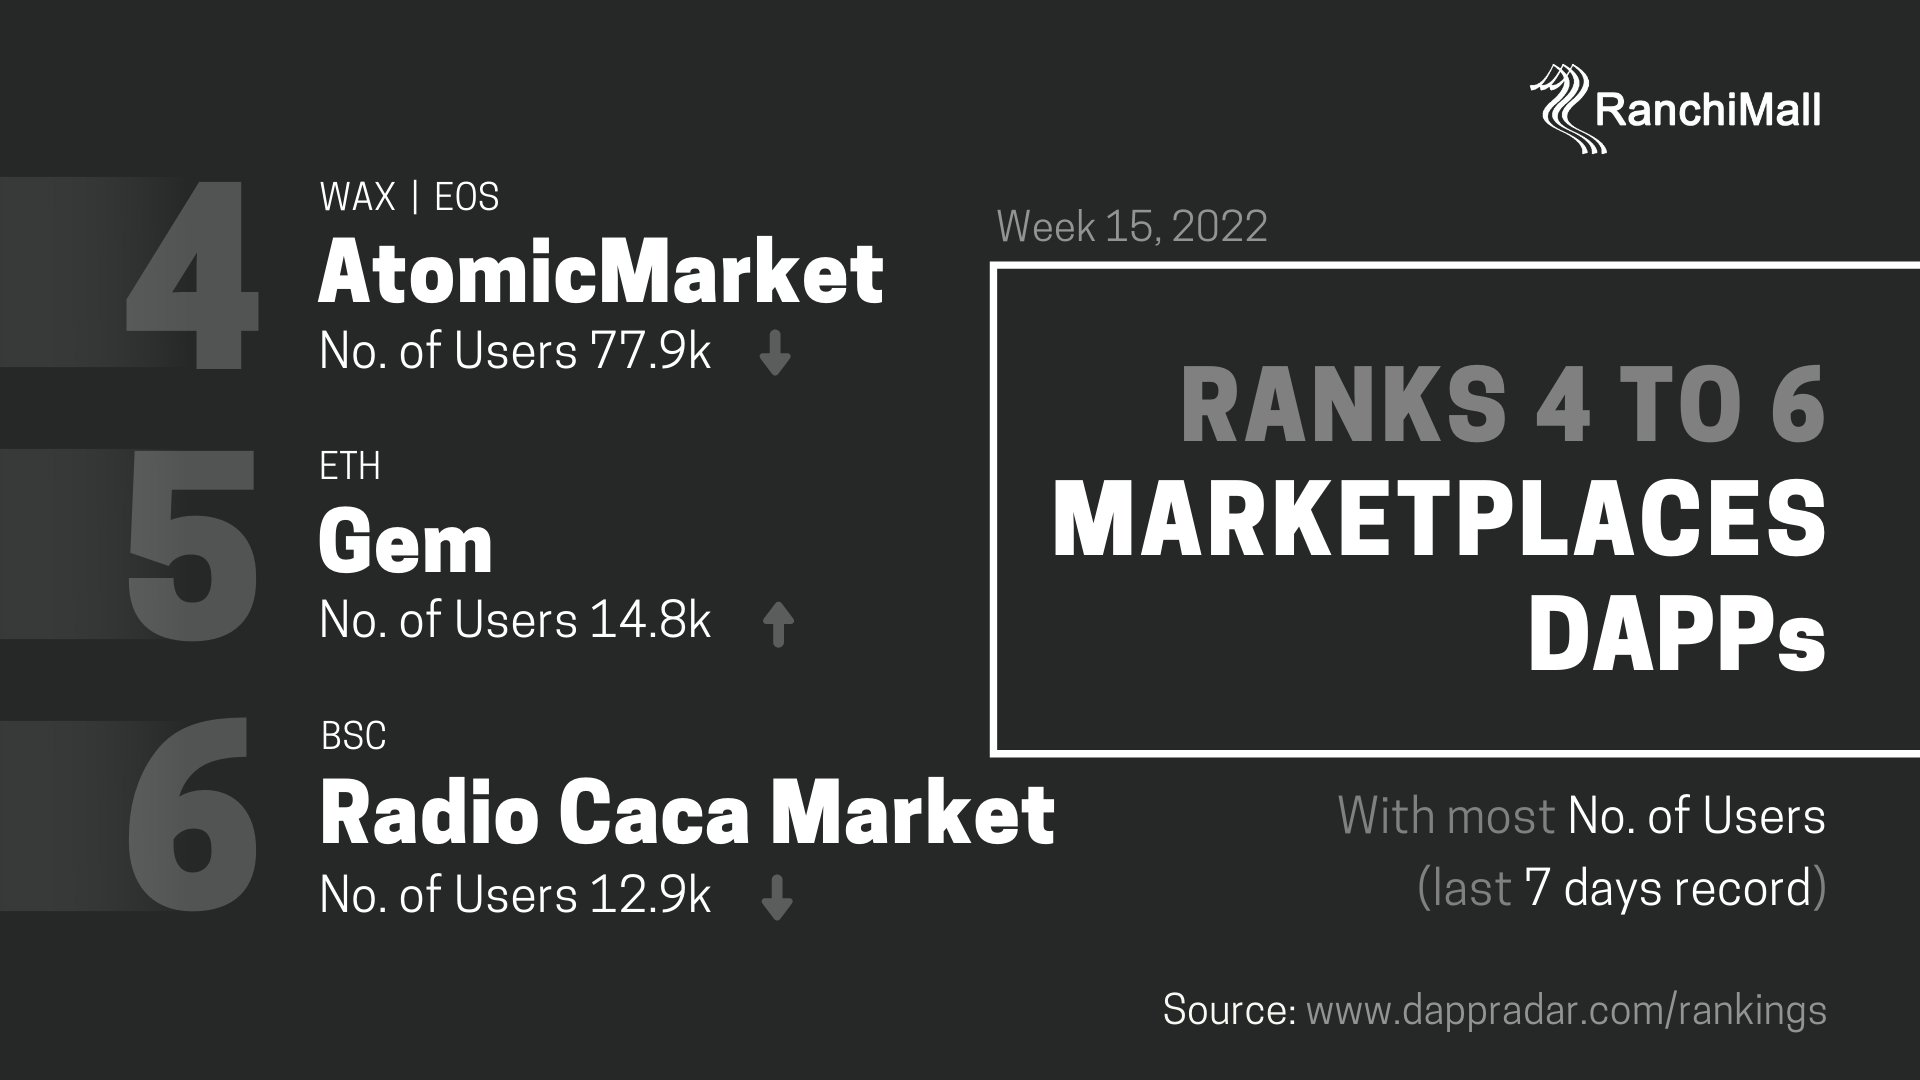 RanchiMall
4
WAX | EOS
AtomicMarket
No. of Users 77.9k
5
ETH
Gem
No. of Users 14.8k
6
BSC
Radio Caca Market
No. of Users 12.9k
Week 15, 2022
RANKS 4 TO 6
MARKETPLACES
DAPPs
With most No. of Users
(last 7 days record)
Source: www.dappradar.com/rankings